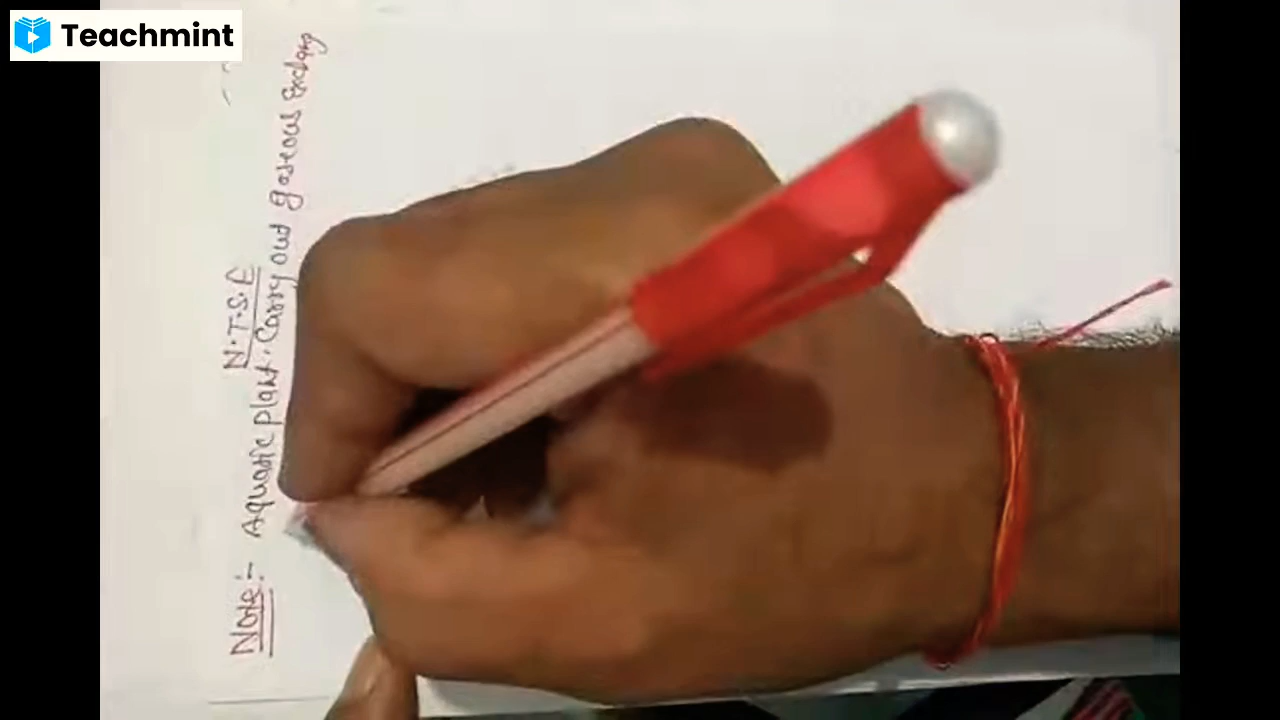 Teachmint
N.T.S.E
Note:- Aquatic plant. Carry out gaseous Exchang